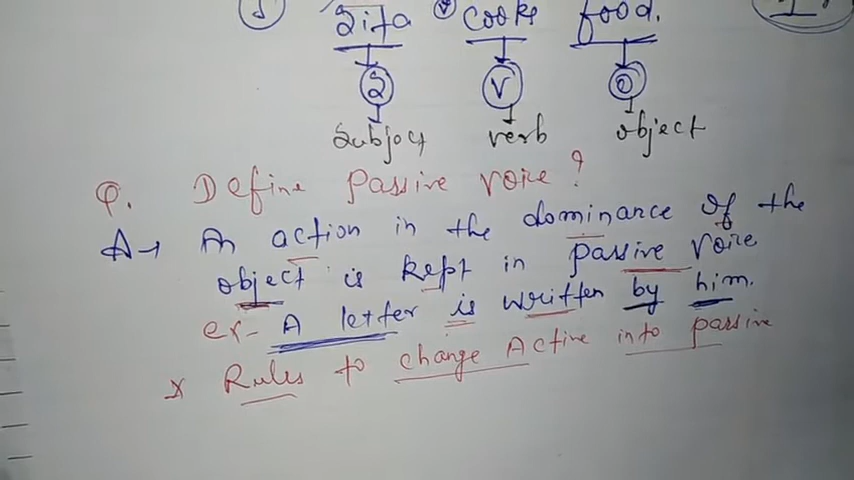 Sita cooks food.
S V O
Subject verb object
Q. Define Passive voice?
A→ An action in the dominance of the
object is kept in passive voice
ex- A letter is written by him.
x Rules to change Active into passive